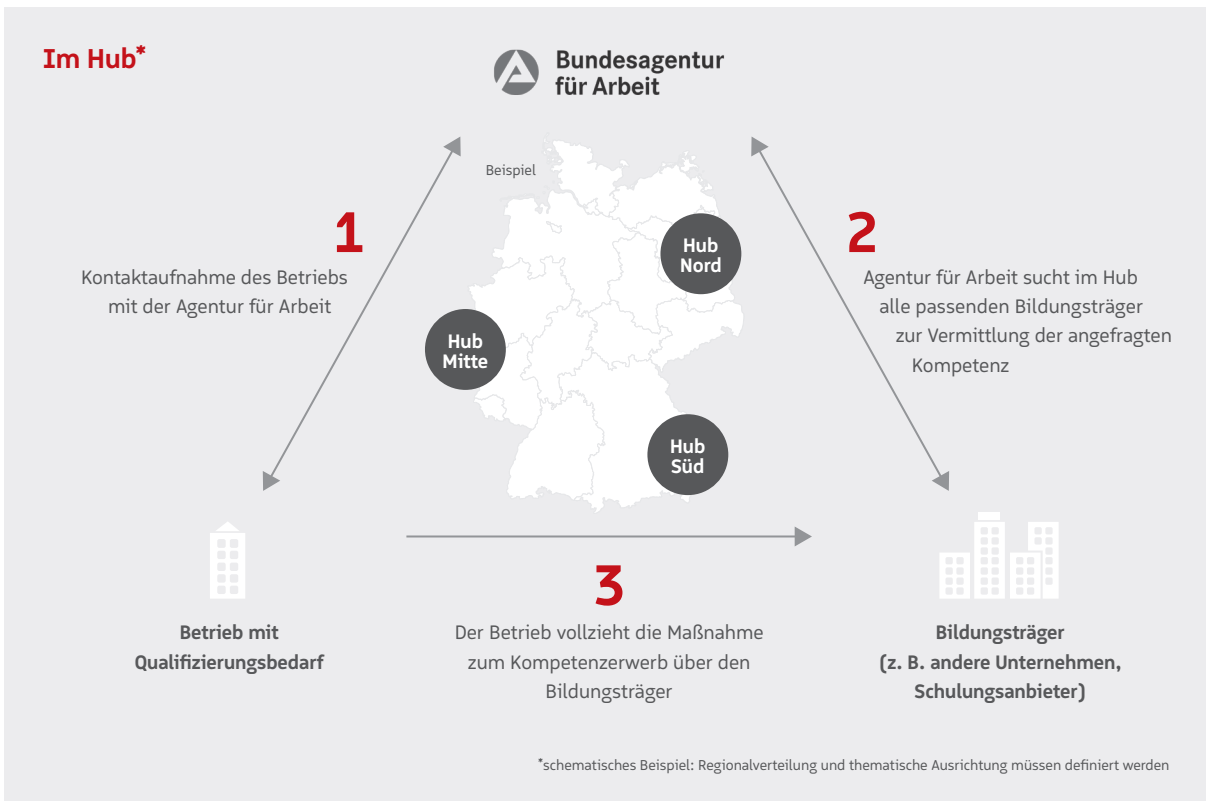 Im Hub*
Bundesagentur
für Arbeit
Beispiel
1
Kontaktaufnahme des Betriebs
mit der Agentur für Arbeit
Hub
Nord
Hub
Mitte
Hub
Süd
2
Agentur für Arbeit sucht im Hub
alle passenden Bildungsträger
zur Vermittlung der angefragten
Kompetenz
Betrieb mit
Qualifizierungsbedarf
3
Der Betrieb vollzieht die Maßnahme
zum Kompetenzerwerb über den
Bildungsträger
Bildungsträger
(z. B. andere Unternehmen,
Schulungsanbieter)
*schematisches Beispiel: Regionalverteilung und thematische Ausrichtung müssen definiert werden